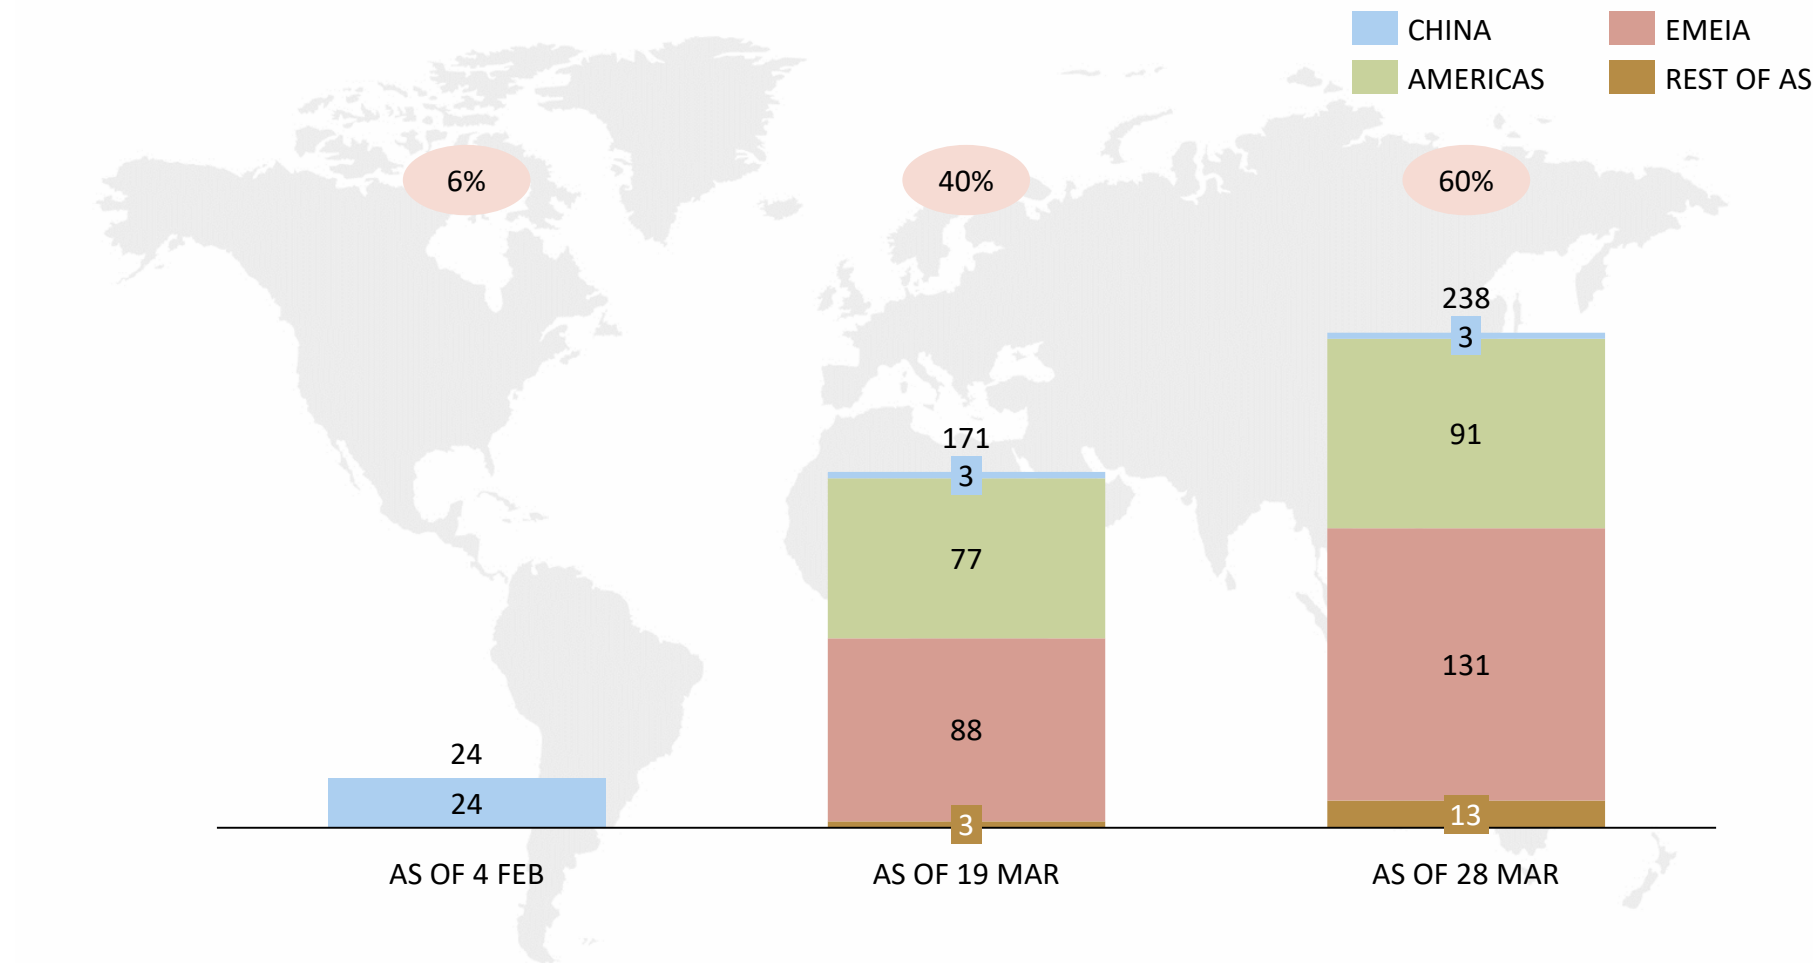 CHINA
EMEIA
AMERICAS
REST OF AS
6%
40%
60%
238
3
91
131
13
171
3
77
88
3
24
24
AS OF 4 FEB
AS OF 19 MAR
AS OF 28 MAR